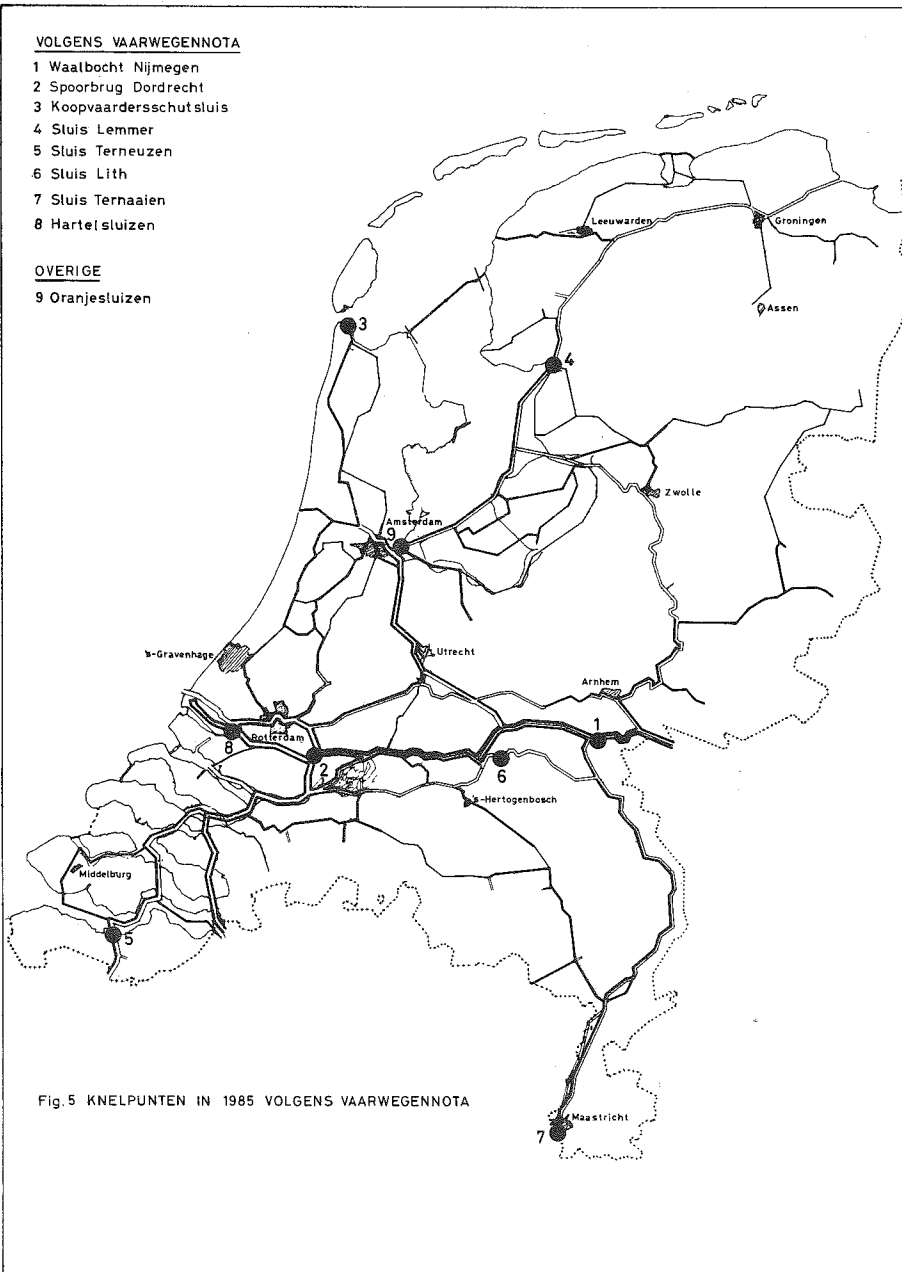 VOLGENS VAARWEGENNOTA
1 Waalbocht Nijmegen
2 Spoorbrug Dordrecht
3 Koopvaardersschutsluis
4 Sluis Lemmer
5 Sluis Terneuzen
6 Sluis Lith
7 Sluis Ternaaien
8 Hartelsluizen
OVERIGE
9 Oranjesluizen
Leeuwarden
Groningen
Assen
3
4
Zwolle
Amsterdam
9
's-Gravenhage
Utrecht
Arnhem
1
8
Rotterdam
2
6
's-Hertogenbosch
Middelburg
5
Maastricht
7
Fig.5 KNELPUNTEN IN 1985 VOLGENS VAARWEGENNOTA